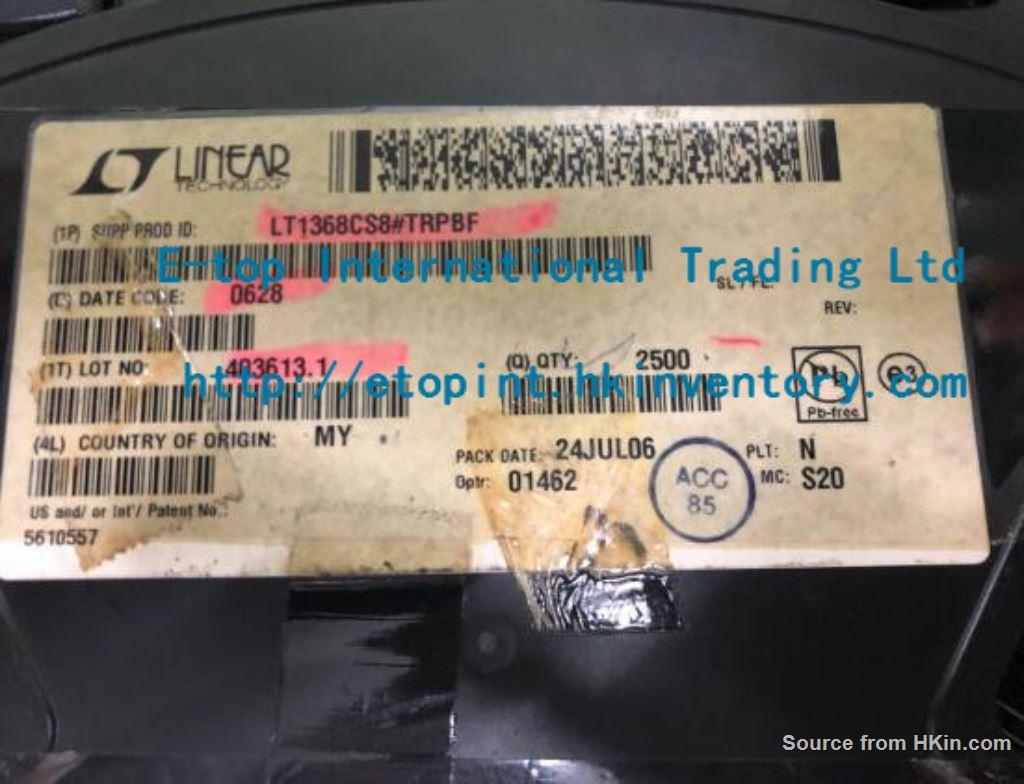 LT LINEAR
TECHNOLOGY
(1P) SUPP PROD ID: LT1368CS8#TRPBF
E-top International Trading Ltd
DATE CODE: 0628
SL / FL:
REV:
(1T) LOT NO: 403613.1
(Q) QTY: 2500
http://etopint.hkinventory.com
Pb
e3
Pb-free
(4L) COUNTRY OF ORIGIN: MY
PACK DATE: 24JUL06
PLT: N
Optr: 01462
MC: S20
ACC
85
US and/ or Int'/ Patent No.:
5610557
Source from HKin.com